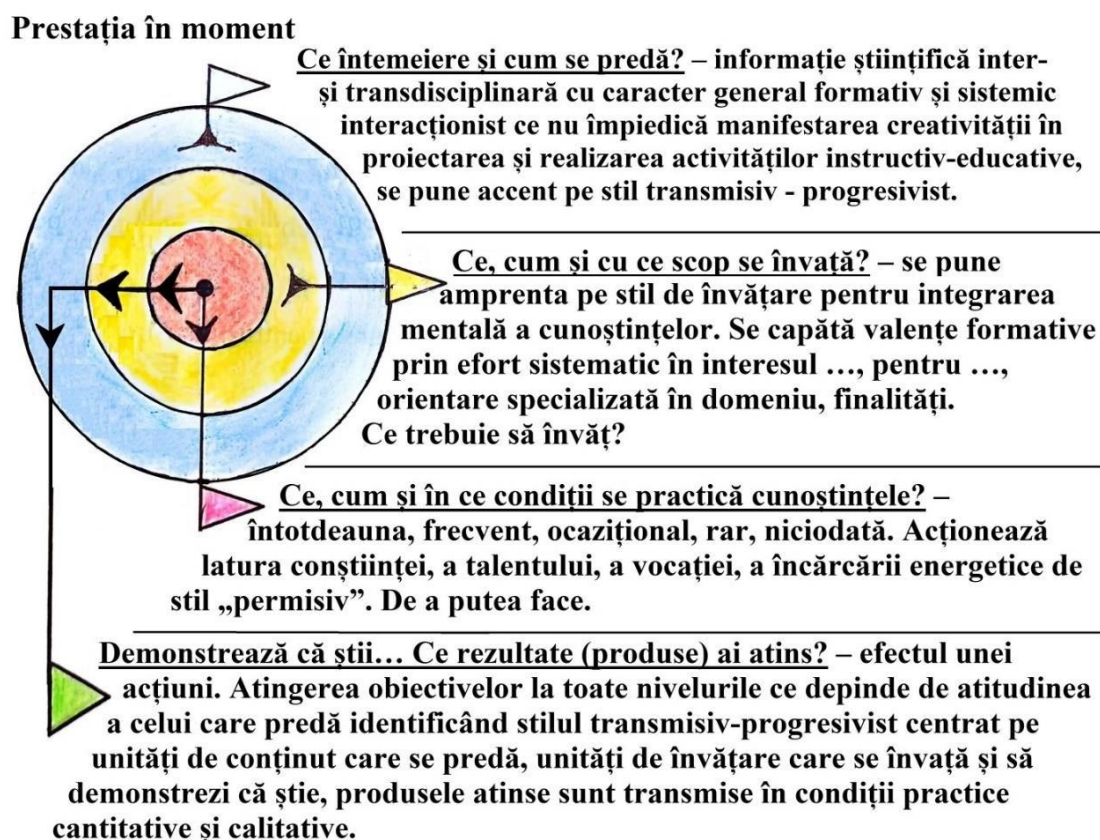 Prestația în moment
Ce întemeiere și cum se predă? – informație științifică inter-
și transdisciplinară cu caracter general formativ și sistemic
interacționist ce nu împiedică manifestarea creativității în
proiectarea și realizarea activităților instructiv-educative,
se pune accent pe stil transmisiv - progresivist.
Ce, cum și cu ce scop se învață? – se pune
amprenta pe stil de învățare pentru integrarea
mentală a cunoștințelor. Se capătă valențe formative
prin efort sistematic în interesul …, pentru …,
orientare specializată în domeniu, finalități.
Ce trebuie să învăț?
Ce, cum și în ce condiții se practică cunoștințele? –
întotdeauna, frecvent, ocazițional, rar, niciodată. Acționează
latura conștiinței, a talentului, a vocației, a încărcării energetice de
stil „permisiv”. De a putea face.
Demonstrează că știi… Ce rezultate (produse) ai atins? – efectul unei
acțiuni. Atingerea obiectivelor la toate nivelurile ce depinde de atitudinea
a celui care predă identificând stilul transmisiv-progresivist centrat pe
unități de conținut care se predă, unități de învățare care se învață și să
demonstrezi că știe, produsele atinse sunt transmise în condiții practice
cantitative și calitative.